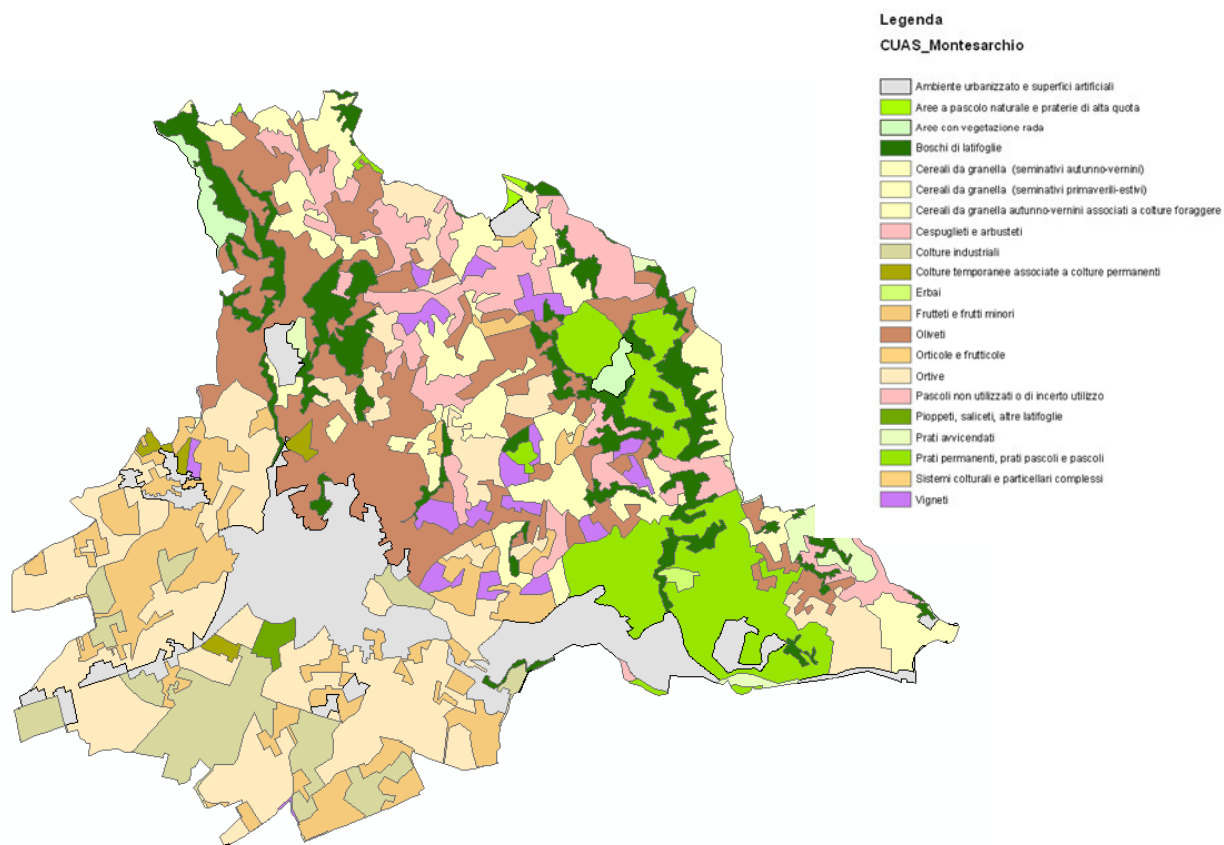 Legenda
CUAS_Montesarchio
Ambiente urbanizzato e superfici artificiali
Aree a pascolo naturale e praterie di alta quota
Aree con vegetazione rada
Boschi di latifoglie
Cereali da granella (seminativi autunno-vernini)
Cereali da granella (seminativi primaverili-estivi)
Cereali da granella autunno-vernini associati a colture foraggere
Cespuglieti e arbusteti
Colture industriali
Colture temporanee associate a colture permanenti
Erbai
Frutteti e frutti minori
Oliveti
Orticole e frutticole
Ortive
Pascoli non utilizzati o di incerto utilizzo
Pioppeti, saliceti, altre latifoglie
Prati avvicendati
Prati permanenti, prati pascoli e pascoli
Sistemi colturali e particellari complessi
Vigneti